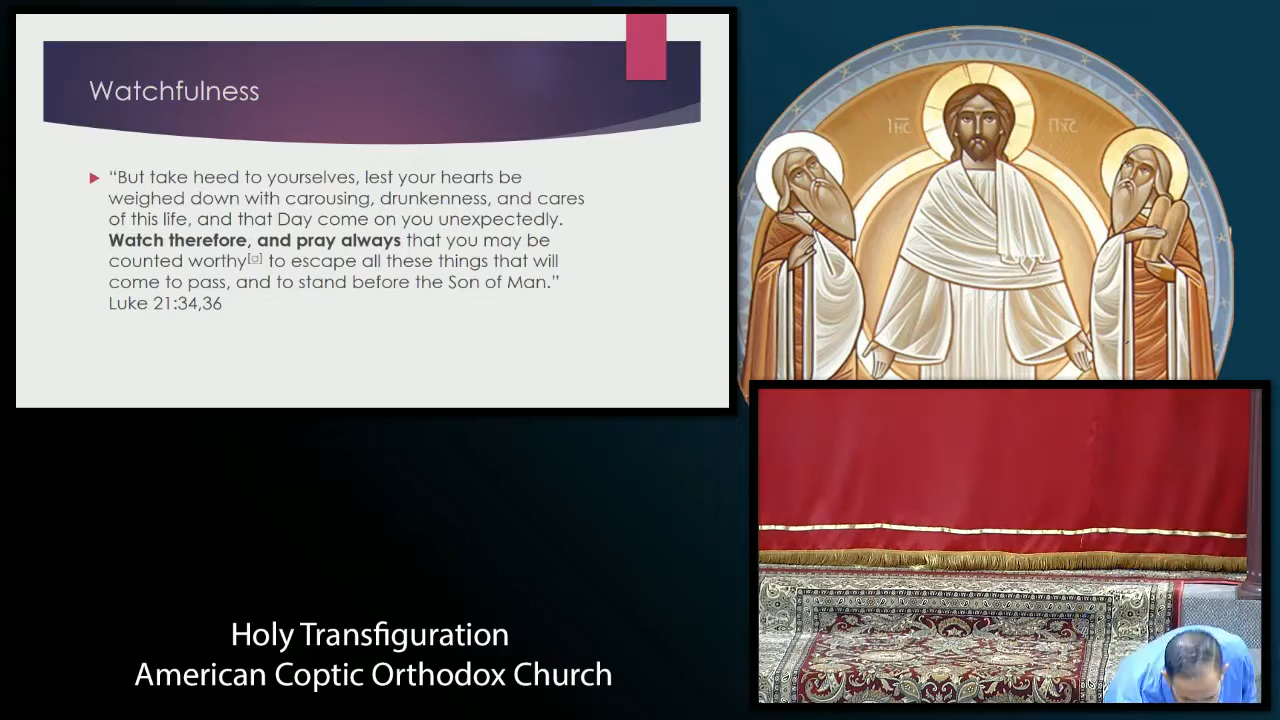 Watchfulness
“But take heed to yourselves, lest your hearts be
weighed down with carousing, drunkenness, and cares
of this life, and that Day come on you unexpectedly.
Watch therefore, and pray always that you may be
counted worthy[a] to escape all these things that will
come to pass, and to stand before the Son of Man.”
Luke 21:34,36
ⲒⲎⲤ ⲠⲬⲤ
Holy Transfiguration
American Coptic Orthodox Church